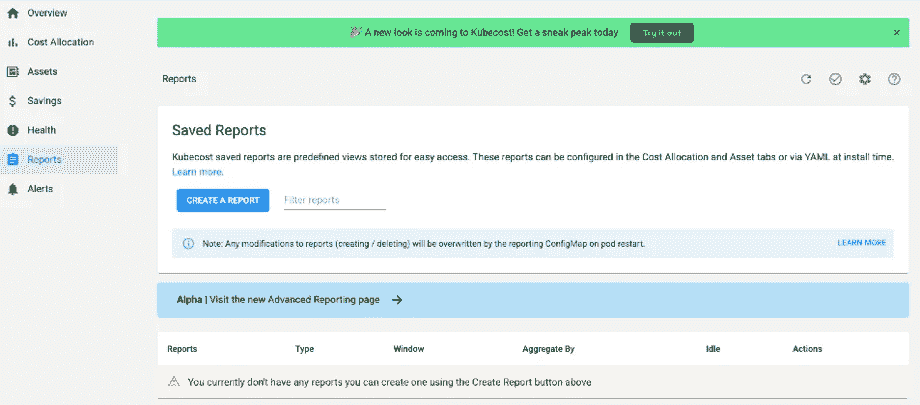 Overview
Cost Allocation
Assets
Savings
Health
Reports
Alerts
A new look is coming to Kubecost! Get a sneak peak today
Try it out
Reports
Saved Reports
Kubecost saved reports are predefined views stored for easy access. These reports can be configured in the Cost Allocation and Asset tabs or via YAML at install time.
Learn more.
CREATE A REPORT
Filter reports
Note: Any modifications to reports (creating / deleting) will be overwritten by the reporting ConfigMap on pod restart.
LEARN MORE
Alpha | Visit the new Advanced Reporting page
Reports Type Window Aggregate By Idle Actions
You currently don't have any reports you can create one using the Create Report button above